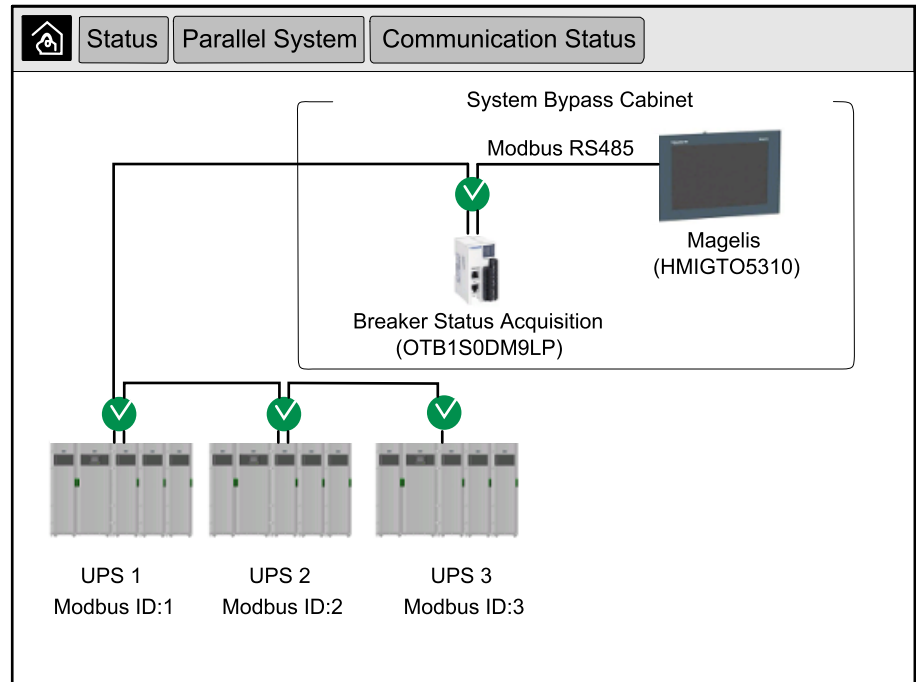 Status
Parallel System
Communication Status
System Bypass Cabinet
Modbus RS485
Magelis
(HMIGTO5310)
Breaker Status Acquisition
(OTB1S0DM9LP)
UPS 1
Modbus ID:1
UPS 2
Modbus ID:2
UPS 3
Modbus ID:3